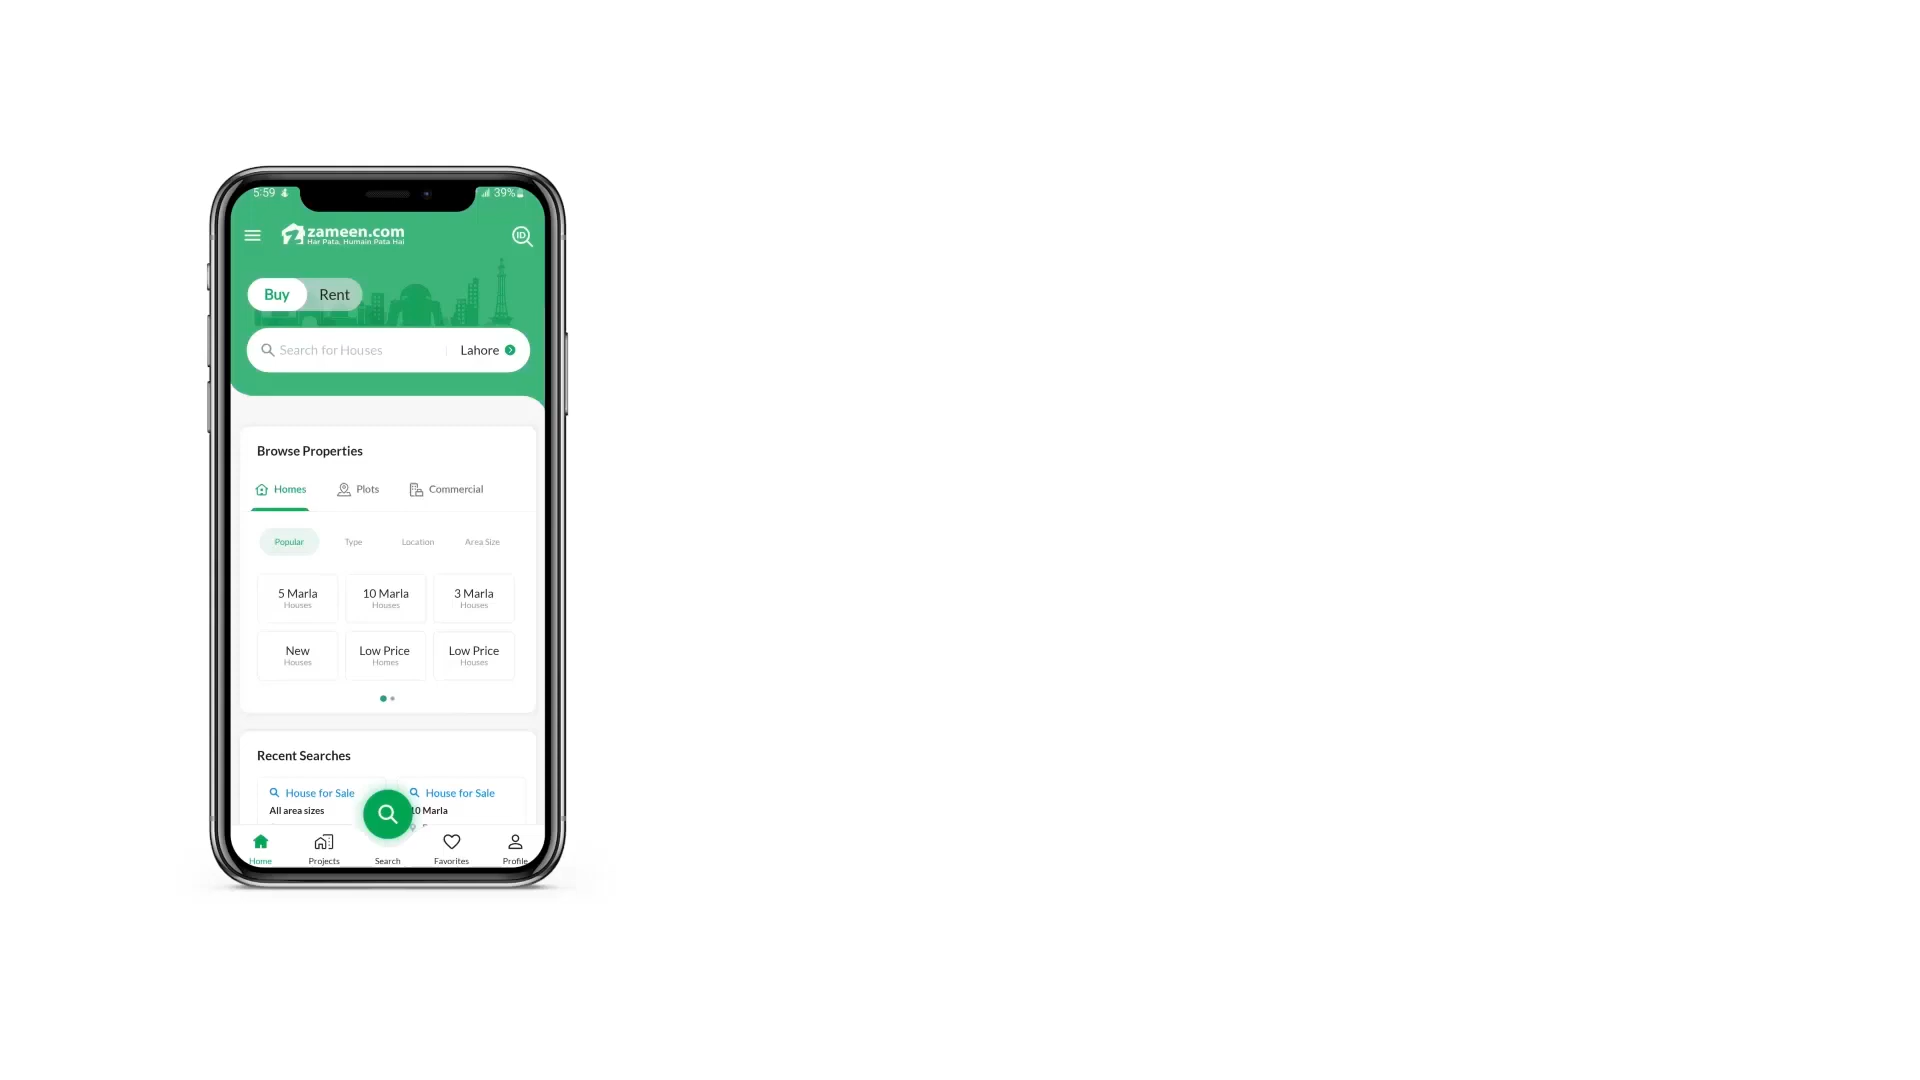 5:59
39%
zameen.com
Har Pata, Humain Pata Hai
ID
Buy Rent
Search for Houses Lahore
Browse Properties
Homes Plots Commercial
Popular Type Location Area Size
5 Marla 10 Marla 3 Marla
Houses Houses Houses
New Low Price Low Price
Houses Homes Houses
Recent Searches
House for Sale House for Sale
All area sizes 10 Marla
Home Projects Search Favorites Profile